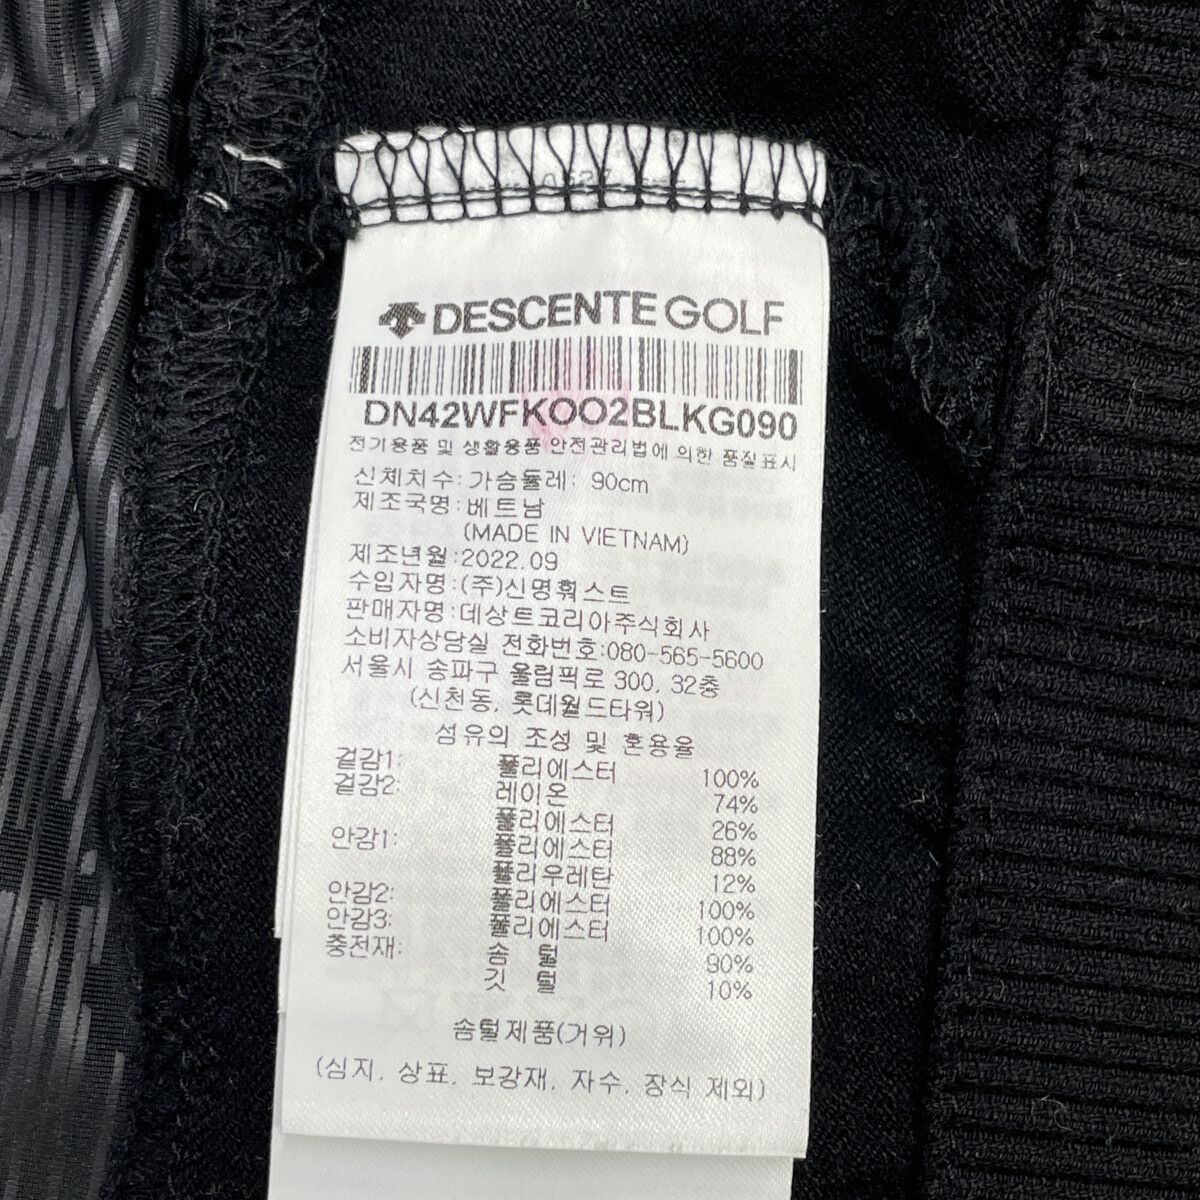 DESCENTE GOLF
DN42WFKO02BLKG090
전기용품 및 생활용품 안전관리법에 의한 품질표시
신체치수: 가슴둘레: 90cm
제조국명:베트남
(MADE IN VIETNAM)
제조년월:2022.09
수입자명:(주)신명훠스트
판매자명:데상트코리아주식회사
소비자상담실 전화번호:080-565-5600
서울시 송파구 올림픽로 300, 32층
(신천동, 롯데월드타워)
섬유의 조성 및 혼용율
겉감1: 폴리에스터 100%
겉감2: 레이온 74%
폴리에스터 26%
안감1: 폴리에스터 88%
폴리우레탄 12%
안감2: 폴리에스터 100%
안감3: 폴리에스터 100%
충전재: 솜 털 90%
깃 털 10%
솜털제품(거위)
(심지, 상표, 보강재, 자수, 장식 제외)